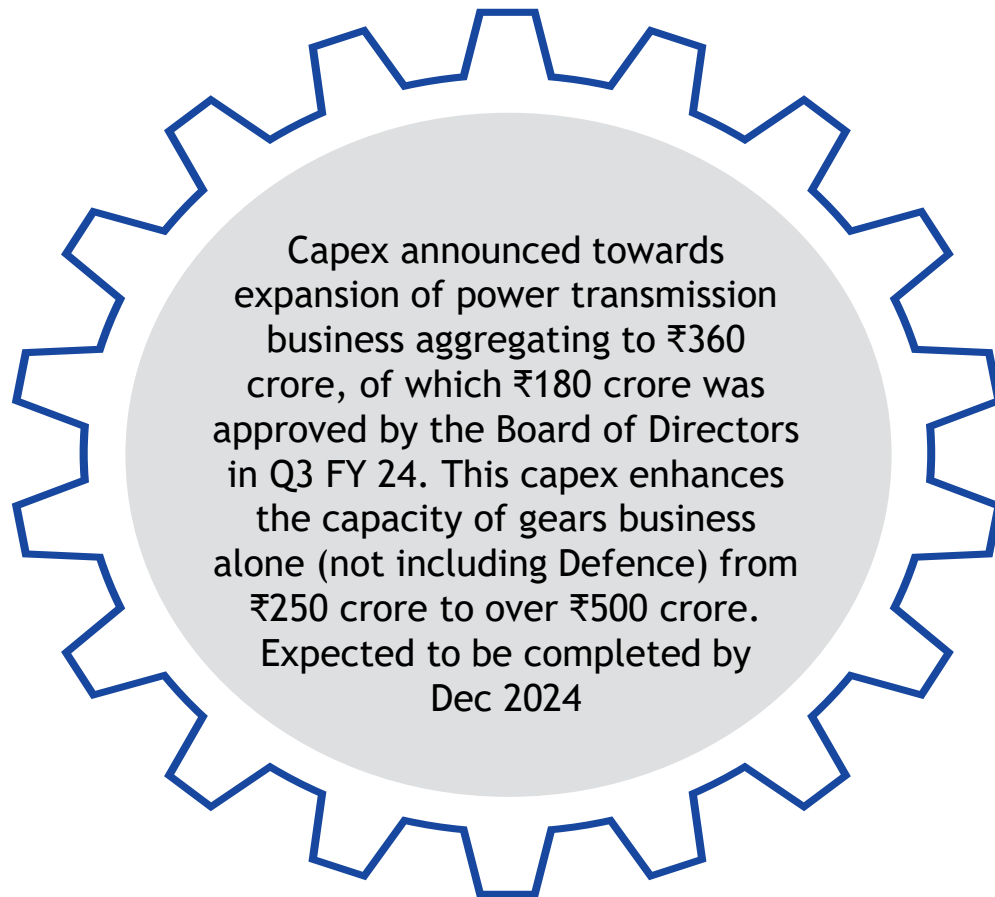 Capex announced towards
expansion of power transmission
business aggregating to ₹360
crore, of which ₹180 crore was
approved by the Board of Directors
in Q3 FY 24. This capex enhances
the capacity of gears business
alone (not including Defence) from
₹250 crore to over ₹500 crore.
Expected to be completed by
Dec 2024